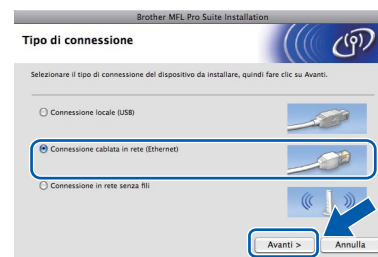 Brother MFL Pro Suite Installation
Tipo di connessione
Selezionare il tipo di connessione del dispositivo da installare, quindi fare clic su Avanti.
Connessione locale (USB)
Connessione cablata in rete (Ethernet)
Connessione in rete senza fili
Avanti > Annulla